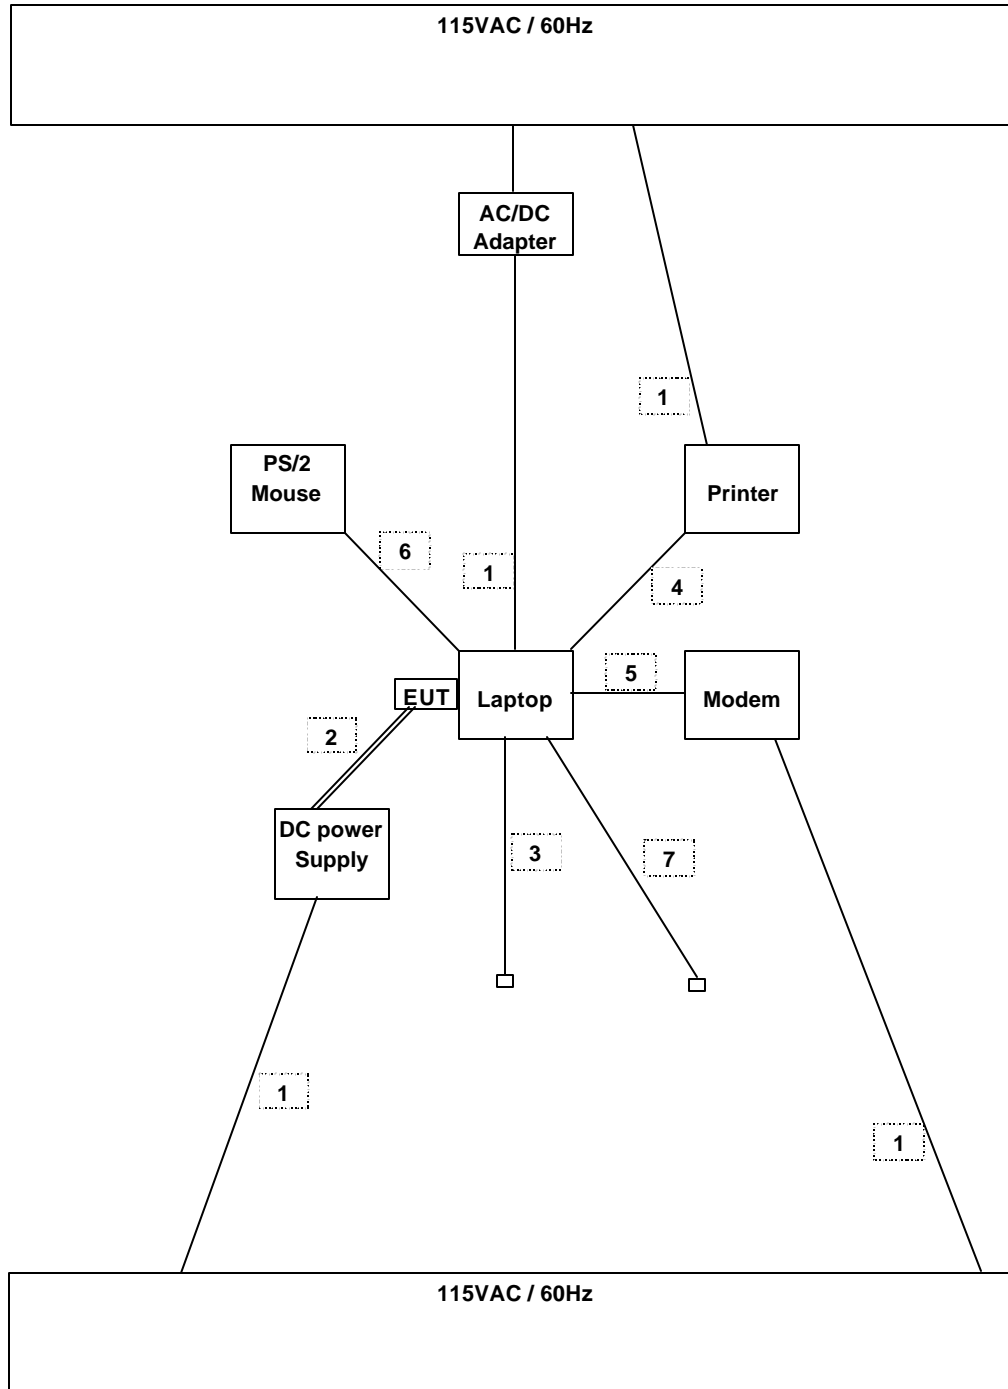 115VAC / 60Hz
AC/DC
Adapter
1
PS/2
Mouse
Printer
6
1
4
EUT
Laptop
5
Modem
2
DC power
Supply
3
7
1
1
115VAC / 60Hz